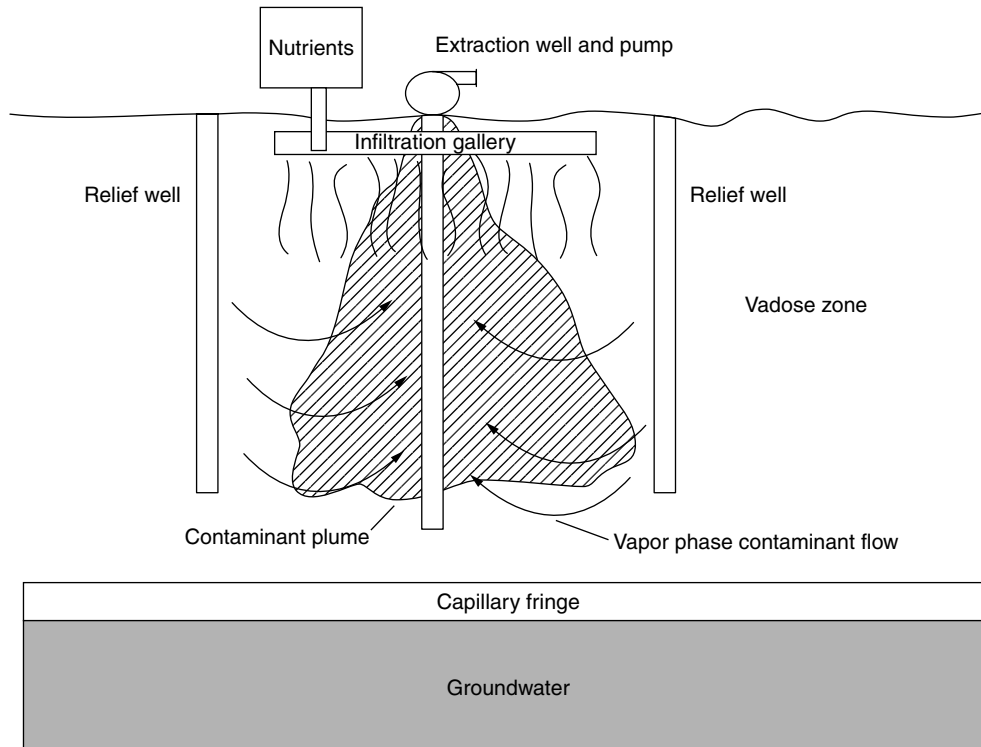 Nutrients
Extraction well and pump
Infiltration gallery
Relief well
Relief well
Vadose zone
Contaminant plume
Vapor phase contaminant flow
Capillary fringe
Groundwater